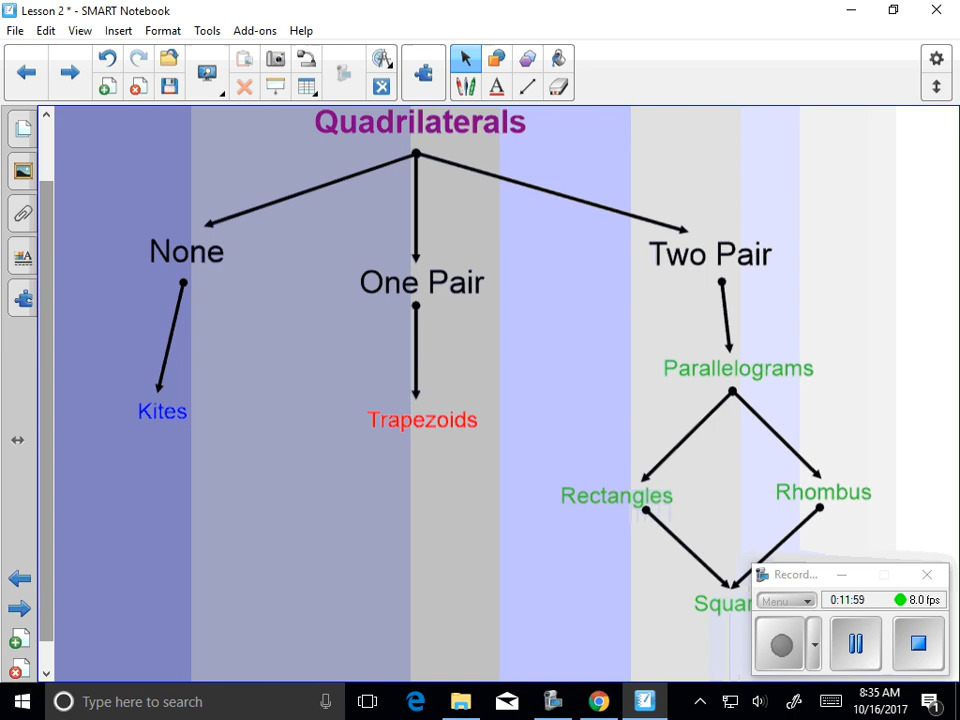 Lesson 2 * - SMART Notebook
File Edit View Insert Format Tools Add-ons Help
Quadrilaterals
None
One Pair
Two Pair
Parallelograms
Kites
Trapezoids
Rectangles
Rhombus
Squar
Record...
Menu
0:11:59
8.0 fps
Type here to search
8:35 AM
10/16/2017
1